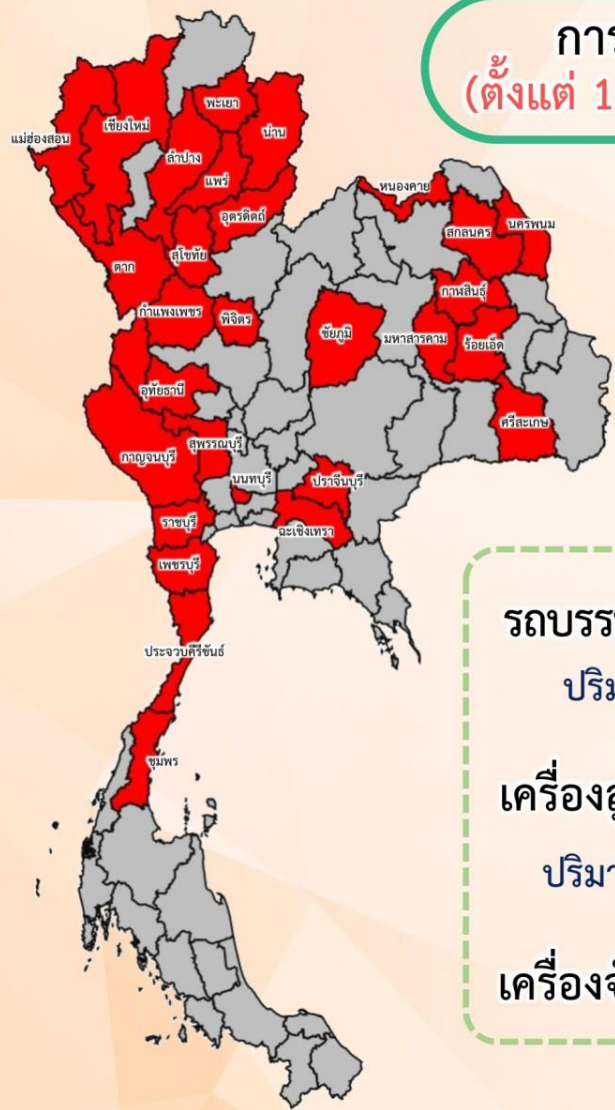 การ
(ตั้งแต่ 1
พะเยา
เชียงใหม่
น่าน
แม่ฮ่องสอน
ลำปาง
แพร่
อุตรดิตถ์
หนองคาย
นครพนม
สกลนคร
สุโขทัย
ตาก
กาฬสินธุ์
กำแพงเพชร
พิจิตร
ชัยภูมิ
มหาสารคาม
ร้อยเอ็ด
อุทัยธานี
ศรีสะเกษ
สุพรรณบุรี
กาญจนบุรี
นนทบุรี
ปราจีนบุรี
ราชบุรี
ฉะเชิงเทรา
เพชรบุรี
ประจวบคีรีขันธ์
ชุมพร
รถบรร
ปริม
เครื่องสู
ปริมา
เครื่องจั